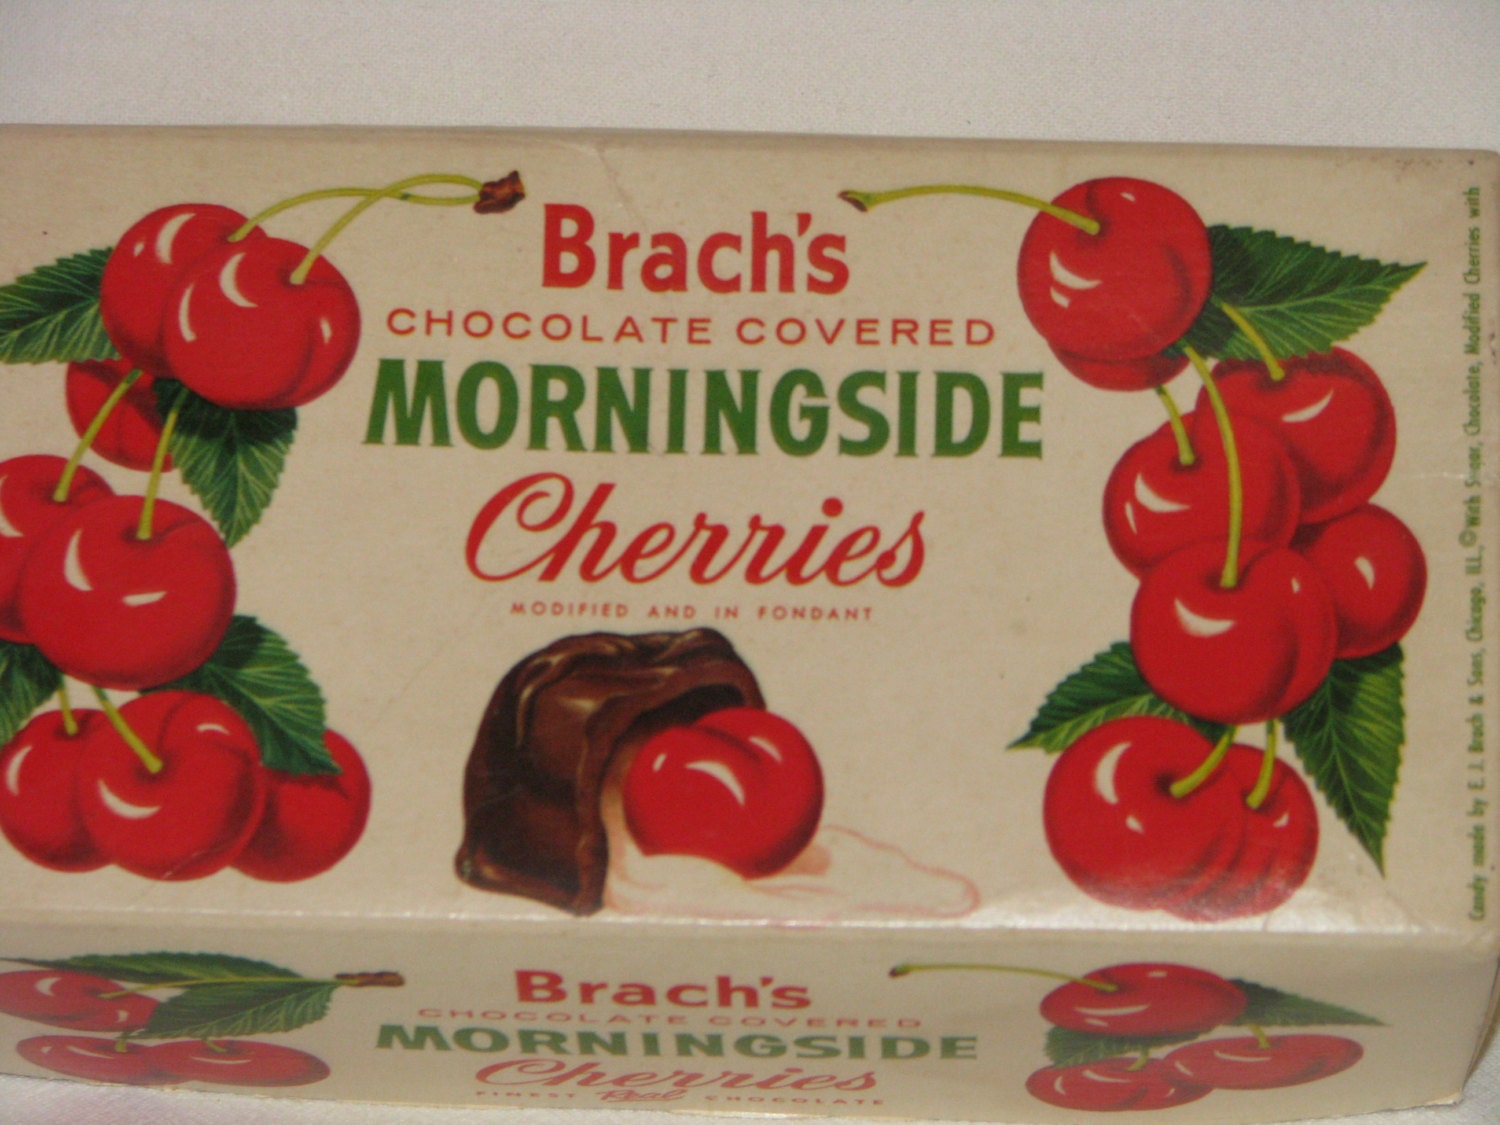 Brach's
CHOCOLATE COVERED
MORNINGSIDE
Cherries
MODIFIED AND IN FONDANT
Candy made by E. J. Brach & Sons, Chicago, ILL., © With Sugar, Chocolate, Modified Cherries with
Brach's
CHOCOLATE COVERED
MORNINGSIDE
Cherries
FINEST Real CHOCOLATE